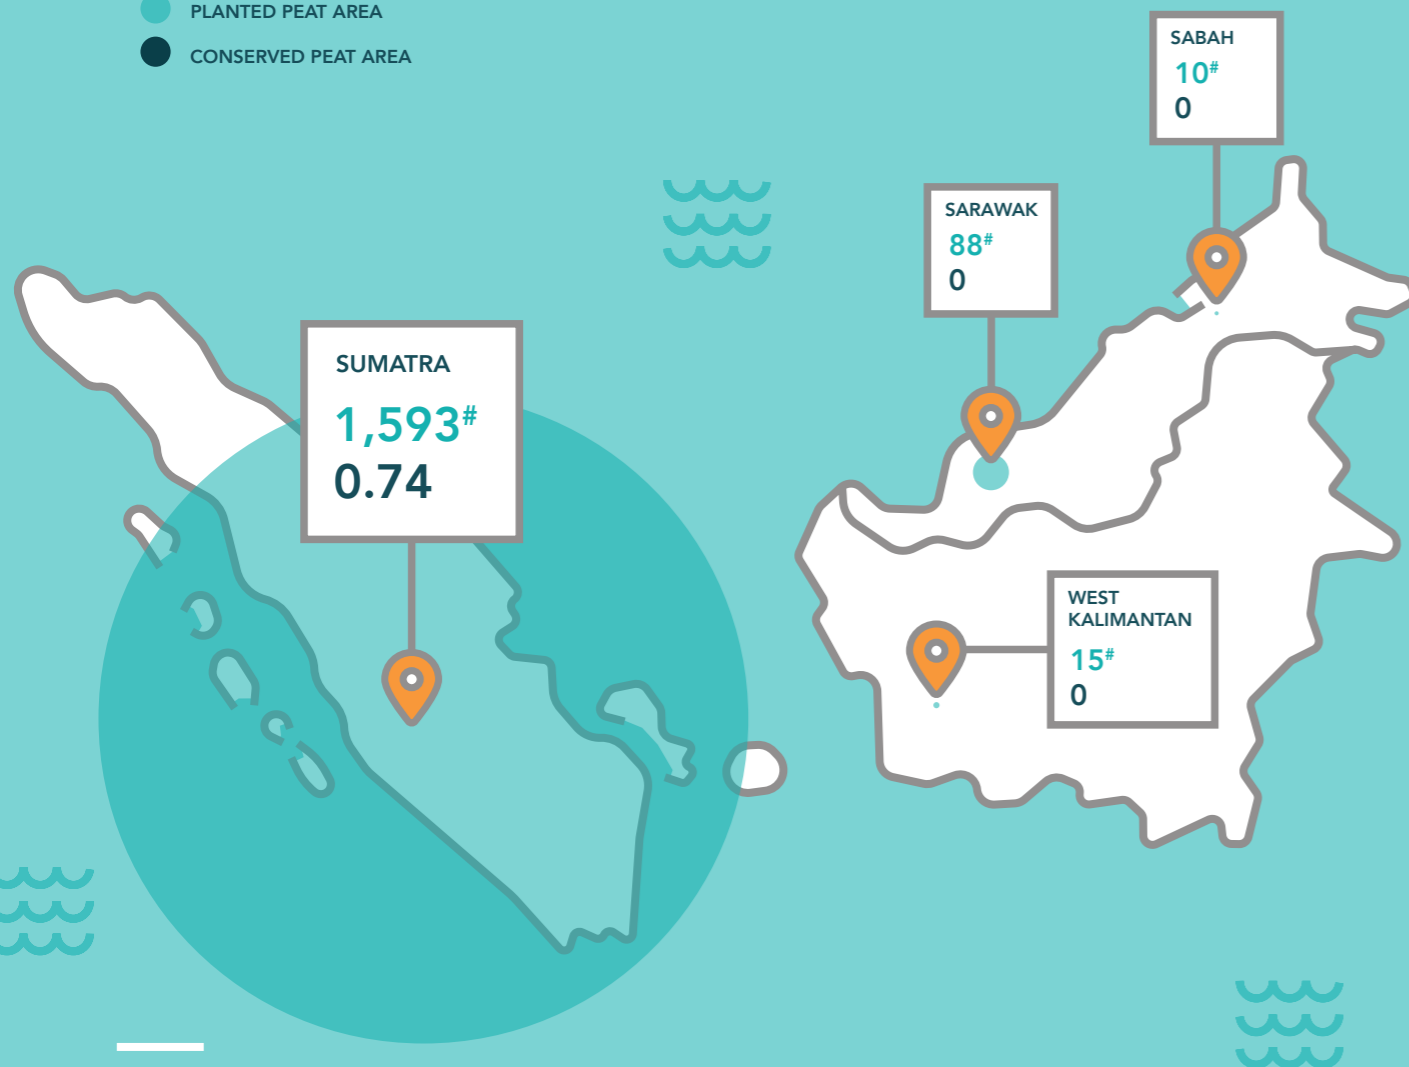 PLANTED PEAT AREA
CONSERVED PEAT AREA
SABAH
10#
0
SARAWAK
88#
0
SUMATRA
1,593#
0.74
WEST
KALIMANTAN
15#
0